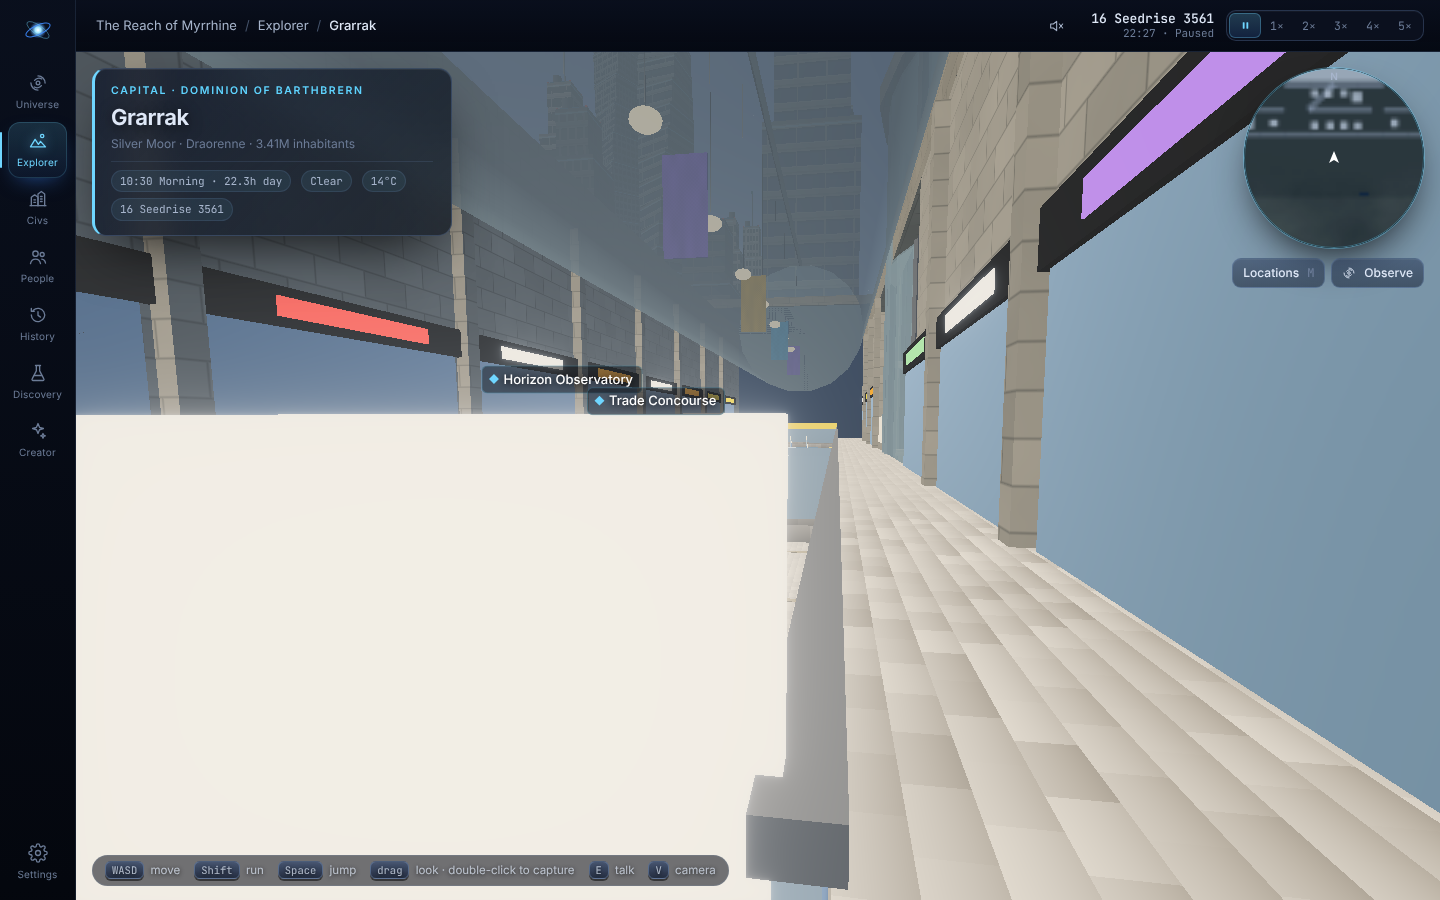 The Reach of Myrrhine / Explorer / Grarrak
16 Seedrise 3561
22:27 · Paused
1×
2×
3×
4×
5×
Universe
Explorer
Civs
People
History
Discovery
Creator
Settings
CAPITAL · DOMINION OF BARTHBRERN
Grarrak
Silver Moor · Draorenne · 3.41M inhabitants
10:30 Morning · 22.3h day
Clear
14°C
16 Seedrise 3561
N
Locations M
Observe
Horizon Observatory
Trade Concourse
WASD move Shift run Space jump drag look · double-click to capture E talk V camera